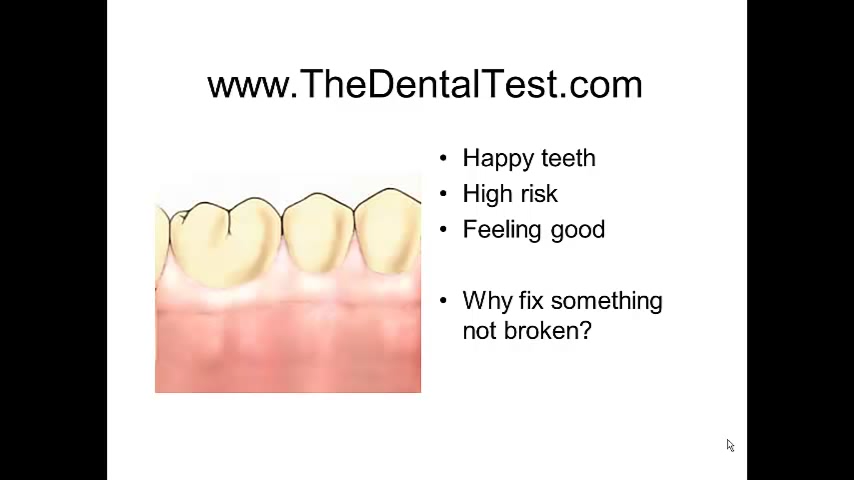 www.TheDentalTest.com
• Happy teeth
• High risk
• Feeling good
• Why fix something
not broken?